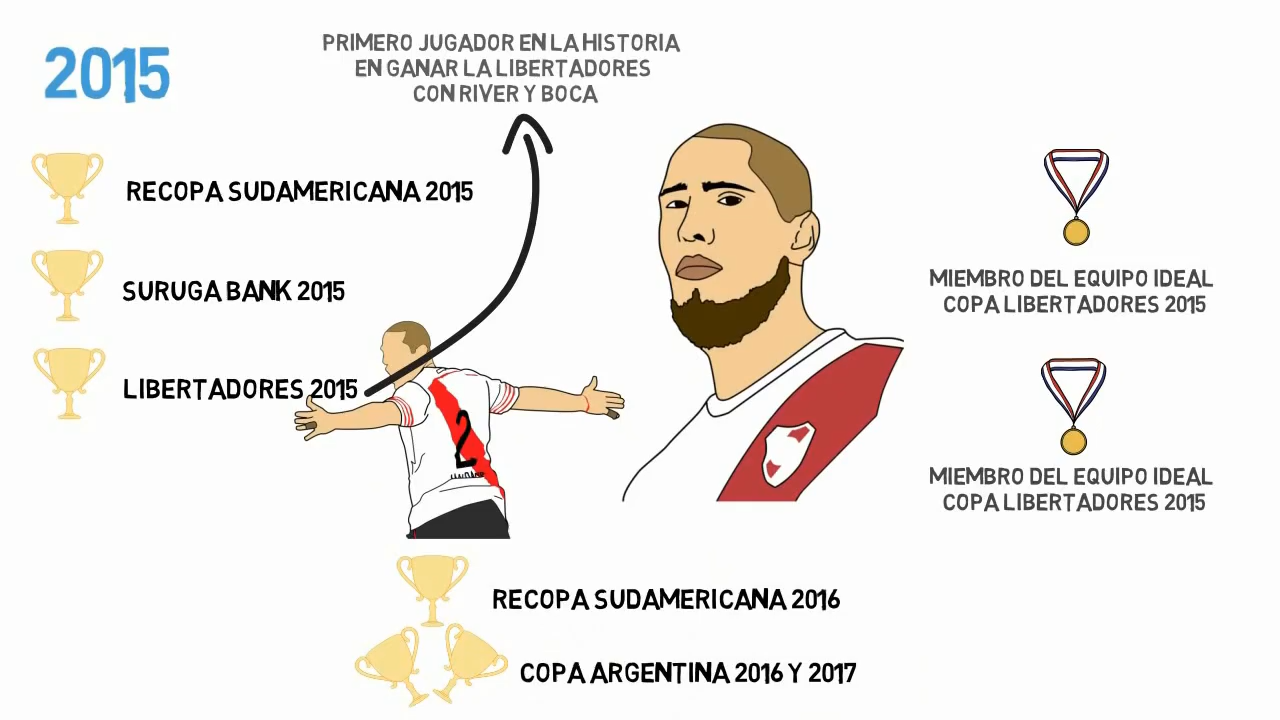 2015
PRIMERO JUGADOR EN LA HISTORIA
EN GANAR LA LIBERTADORES
CON RIVER Y BOCA
RECOPA SUDAMERICANA 2015
SURUGA BANK 2015
LIBERTADORES 2015
2
MIEMBRO DEL EQUIPO IDEAL
COPA LIBERTADORES 2015
MIEMBRO DEL EQUIPO IDEAL
COPA LIBERTADORES 2015
RECOPA SUDAMERICANA 2016
COPA ARGENTINA 2016 Y 2017